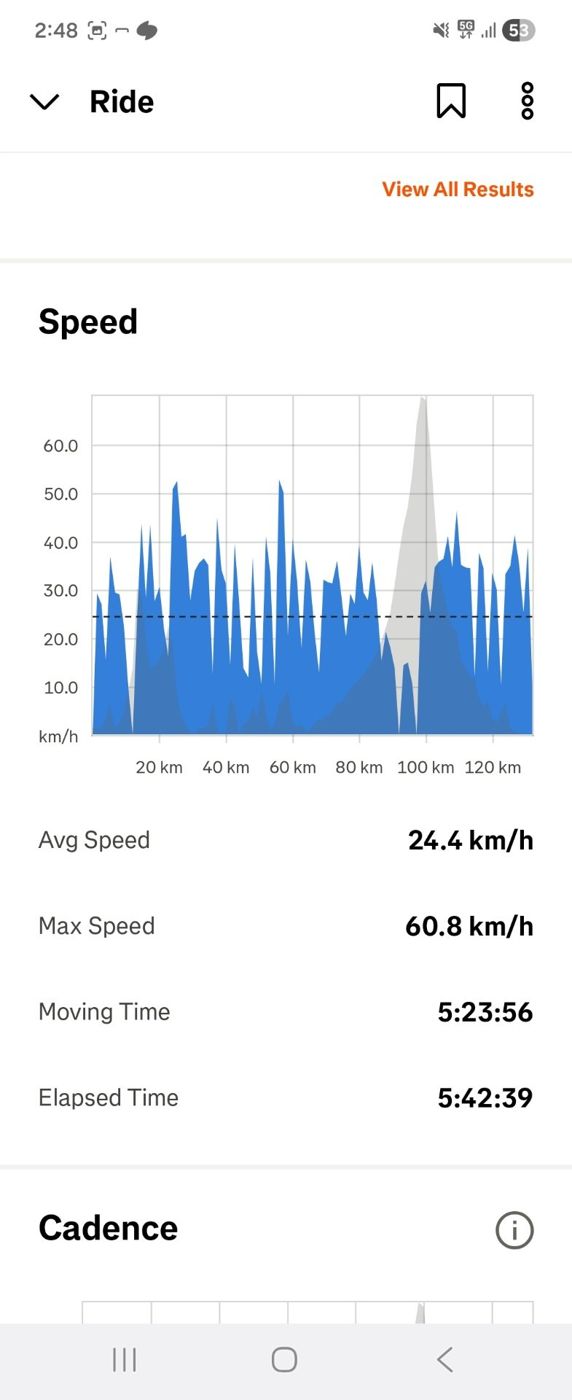 2:48 5G 53
Ride
View All Results
Speed
60.0
50.0
40.0
30.0
20.0
10.0
km/h
20 km 40 km 60 km 80 km 100 km 120 km
Avg Speed 24.4 km/h
Max Speed 60.8 km/h
Moving Time 5:23:56
Elapsed Time 5:42:39
Cadence